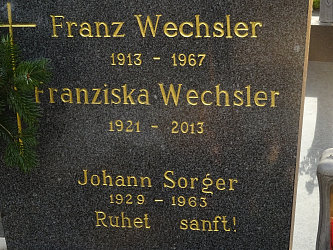 Franz Wechsler
1913 - 1967
Franziska Wechsler
1921 - 2013
Johann Sorger
1929 - 1963
Ruhet sanft!